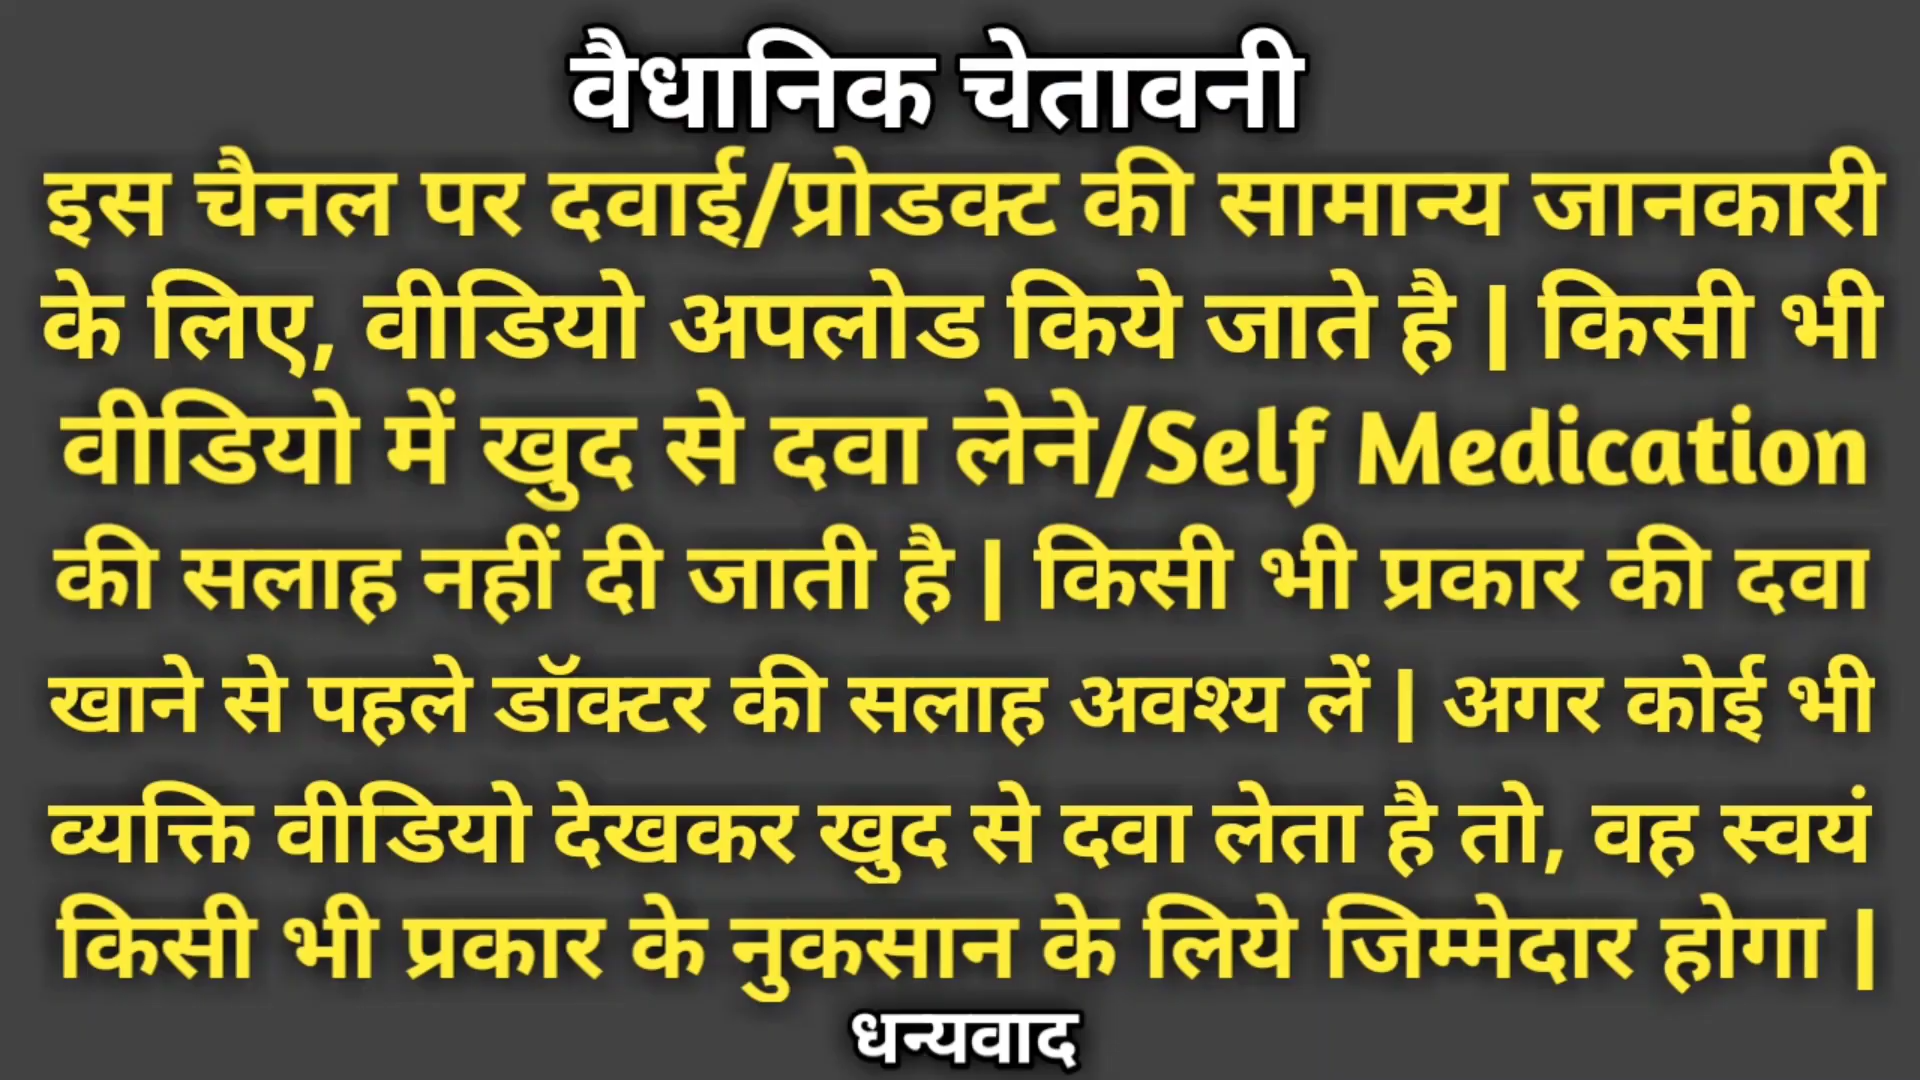 वैधानिक चेतावनी
इस चैनल पर दवाई/प्रोडक्ट की सामान्य जानकारी
के लिए, वीडियो अपलोड किये जाते है | किसी भी
वीडियो में खुद से दवा लेने/Self Medication
की सलाह नहीं दी जाती है | किसी भी प्रकार की दवा
खाने से पहले डॉक्टर की सलाह अवश्य लें | अगर कोई भी
व्यक्ति वीडियो देखकर खुद से दवा लेता है तो, वह स्वयं
किसी भी प्रकार के नुकसान के लिये जिम्मेदार होगा |
धन्यवाद